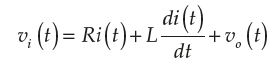 v_i (t) = Ri(t) + L di(t)/dt + v_o (t)